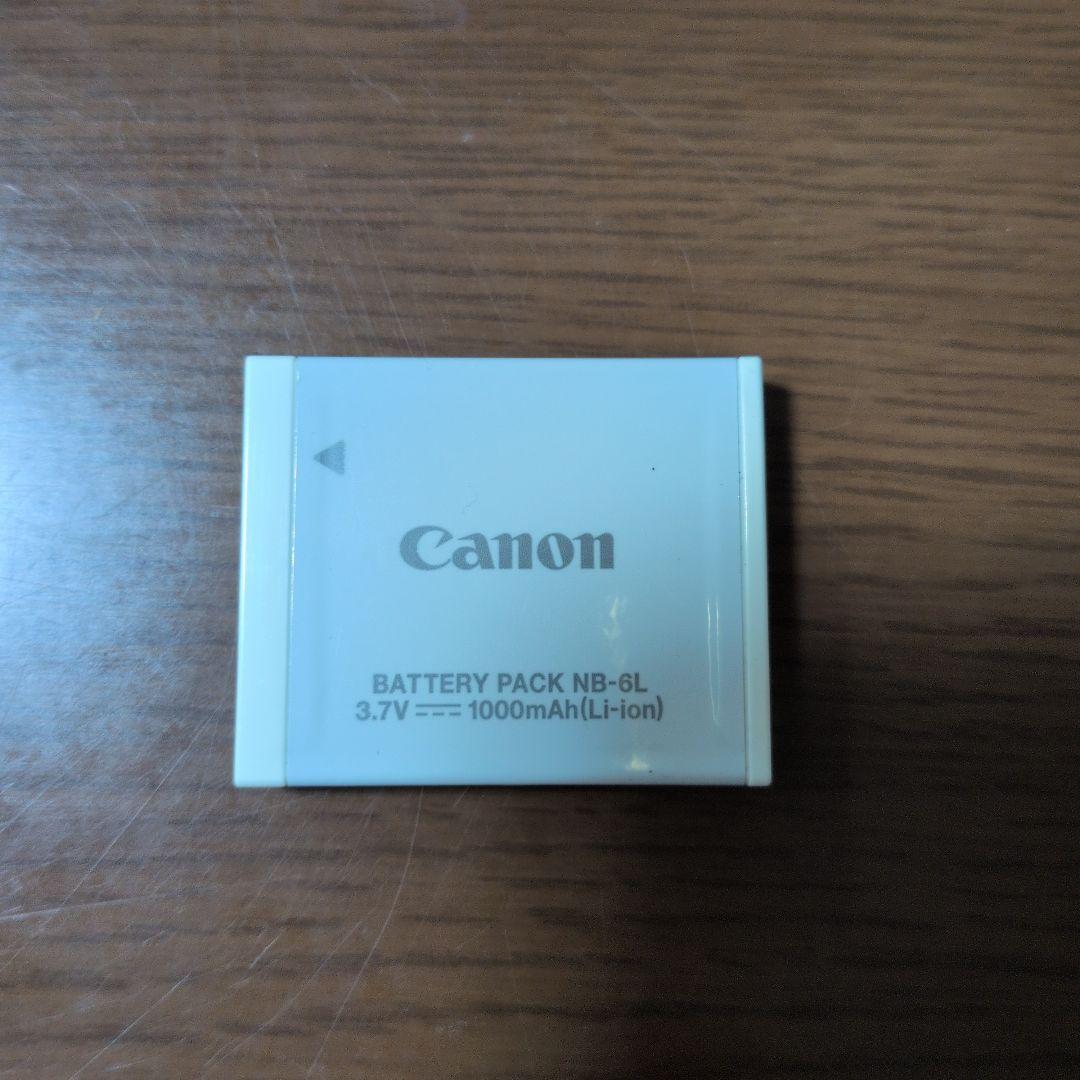 Canon
BATTERY PACK NB-6L
3.7V ⎓ 1000mAh(Li-ion)